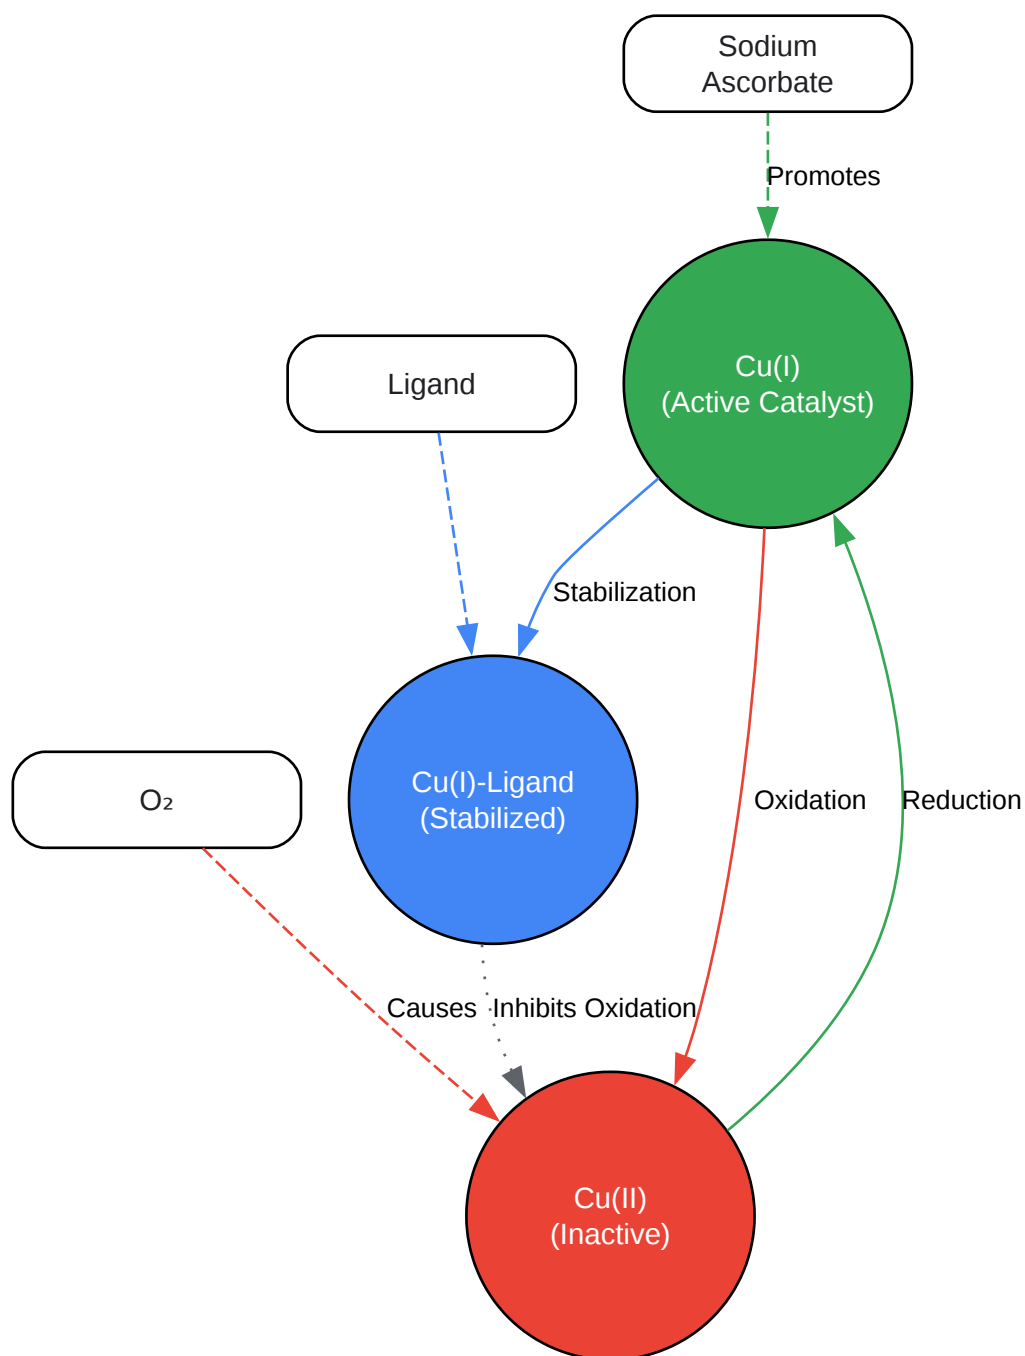 Sodium
Ascorbate
Promotes
Cu(I)
(Active Catalyst)
Ligand
Stabilization
Cu(I)-Ligand
(Stabilized)
O₂
Oxidation
Reduction
Causes
Inhibits Oxidation
Cu(II)
(Inactive)